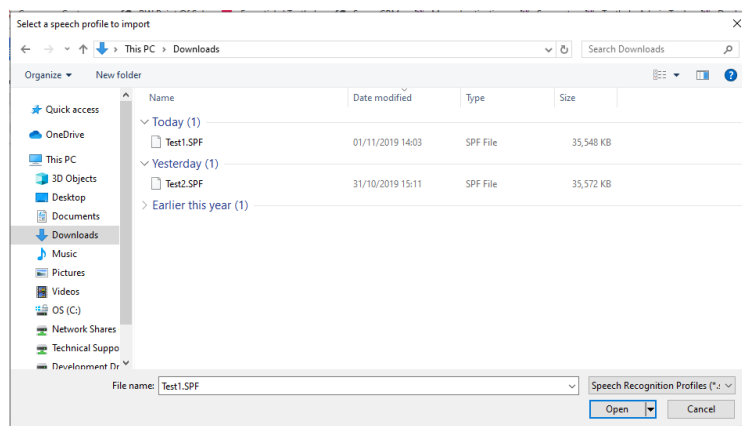 Select a speech profile to import
This PC > Downloads
Search Downloads
Organize
New folder
Name Date modified Type Size
Quick access
OneDrive
This PC
3D Objects
Desktop
Documents
Downloads
Music
Pictures
Videos
OS (C:)
Network Shares
Technical Suppo
Development Dr
Today (1)
Test1.SPF 01/11/2019 14:03 SPF File 35,548 KB
Yesterday (1)
Test2.SPF 31/10/2019 15:11 SPF File 35,572 KB
Earlier this year (1)
File name: Test1.SPF
Speech Recognition Profiles (*.s
Open
Cancel